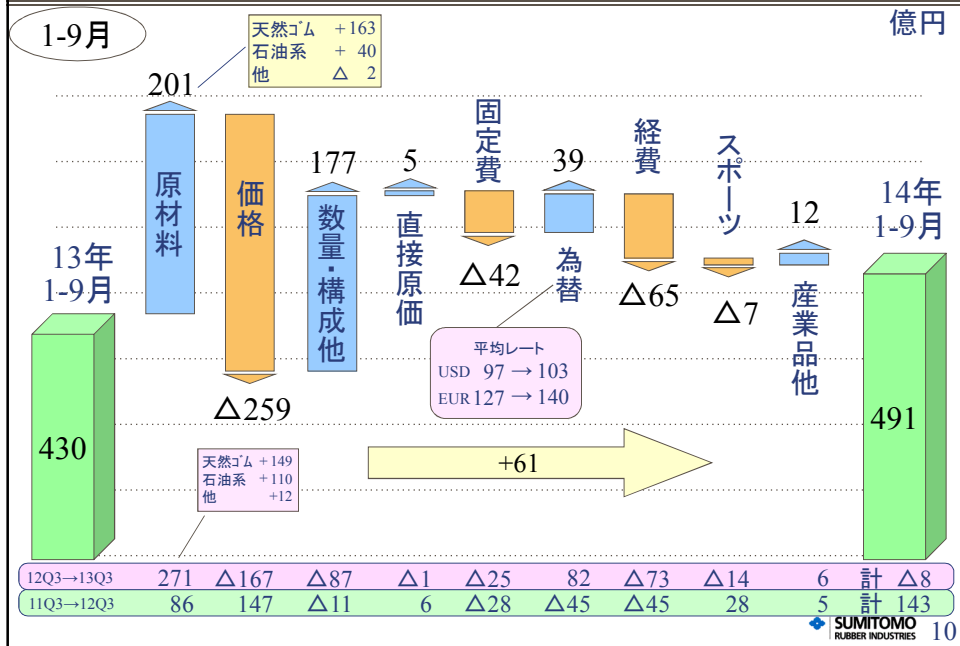 1-9月
億円
天然ゴム +163
石油系 + 40
他 △ 2
201
原材料
価格
△259
177
数量・構成他
5
直接原価
固定費
△42
39
為替
経費
△65
スポーツ
△7
12
産業品他
13年
1-9月
430
14年
1-9月
491
平均レート
USD 97 → 103
EUR 127 → 140
+61
天然ゴム +149
石油系 +110
他 +12
12Q3→13Q3 271 △167 △87 △1 △25 82 △73 △14 6 計 △8
11Q3→12Q3 86 147 △11 6 △28 △45 △45 28 5 計 143
SUMITOMO
RUBBER INDUSTRIES
10